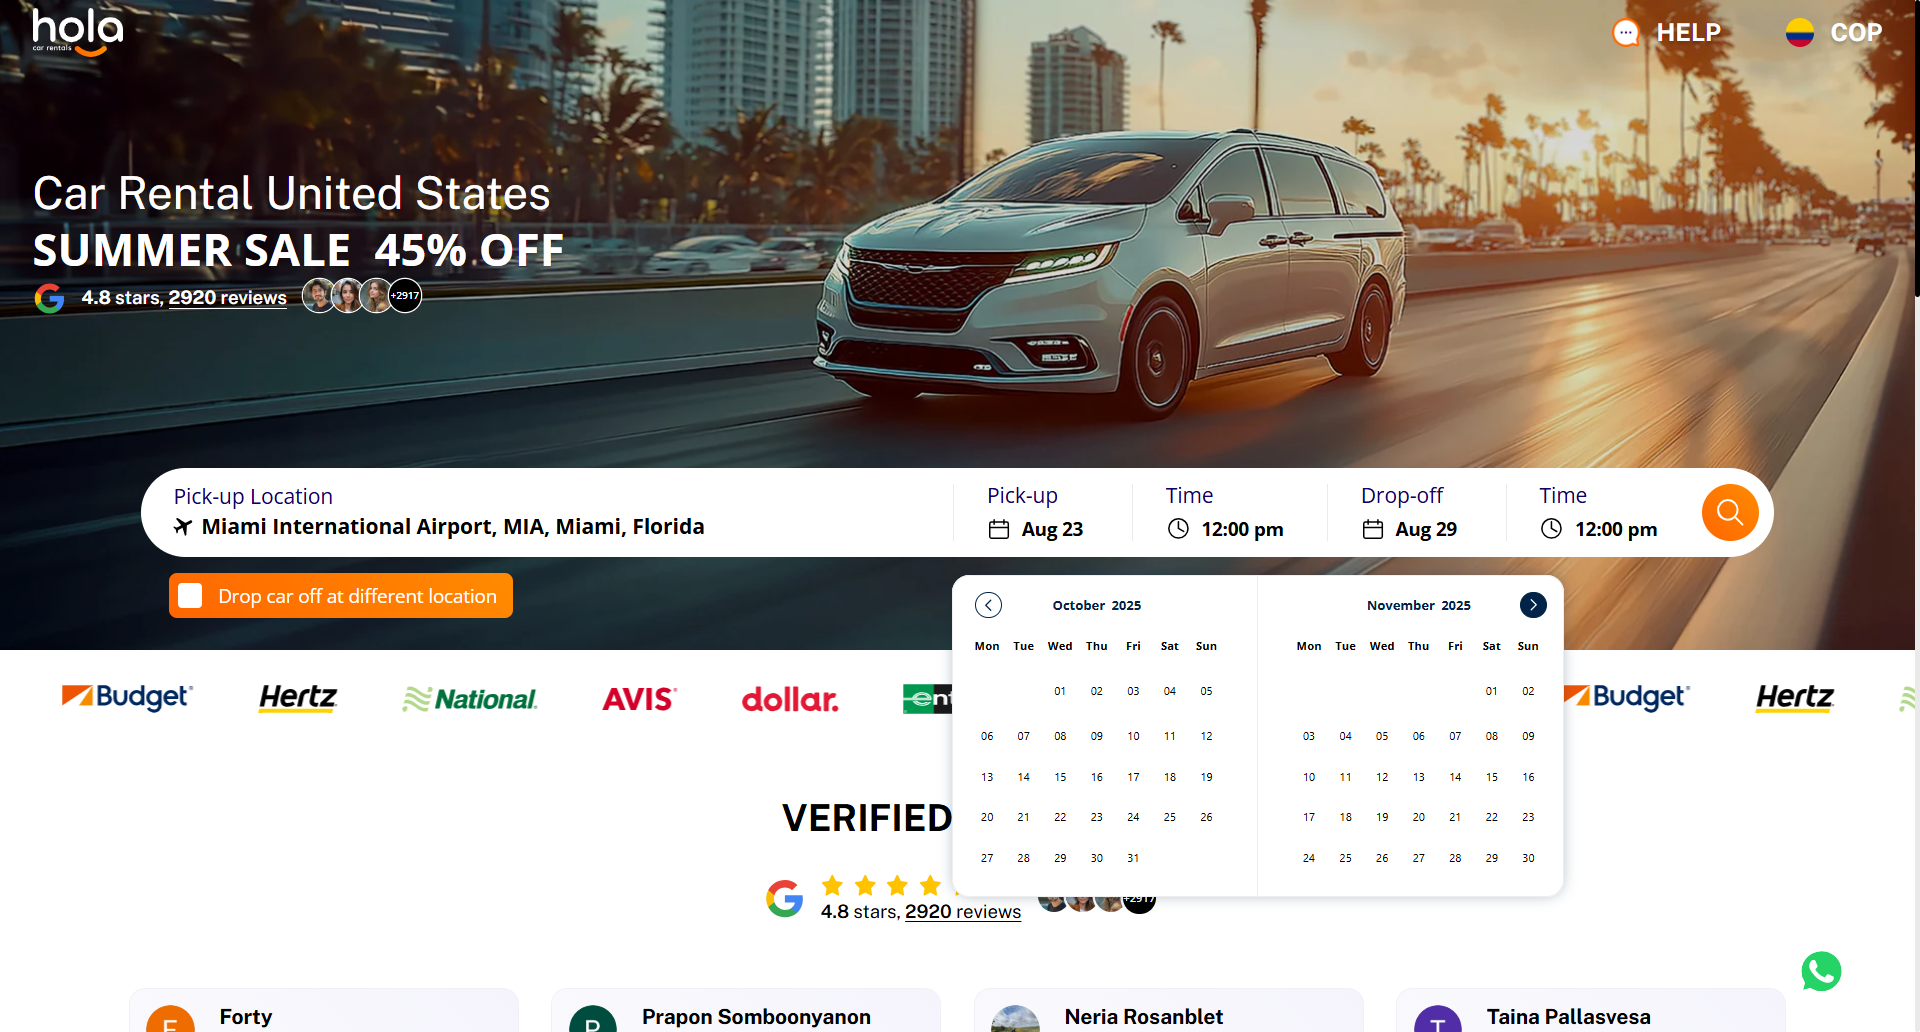 hola
car rentals
HELP
COP
Car Rental United States
SUMMER SALE 45% OFF
4.8 stars, 2920 reviews
+2917
Pick-up Location
Miami International Airport, MIA, Miami, Florida
Pick-up
Aug 23
Time
12:00 pm
Drop-off
Aug 29
Time
12:00 pm
Drop car off at different location
October 2025
Mon Tue Wed Thu Fri Sat Sun
01 02 03 04 05
06 07 08 09 10 11 12
13 14 15 16 17 18 19
20 21 22 23 24 25 26
27 28 29 30 31
November 2025
Mon Tue Wed Thu Fri Sat Sun
01 02
03 04 05 06 07 08 09
10 11 12 13 14 15 16
17 18 19 20 21 22 23
24 25 26 27 28 29 30
Budget Hertz National AVIS dollar. ent Budget Hertz
VERIFIED
4.8 stars, 2920 reviews
+2917
Forty
Prapon Somboonyanon
P
Neria Rosanblet
Taina Pallasvesa
T